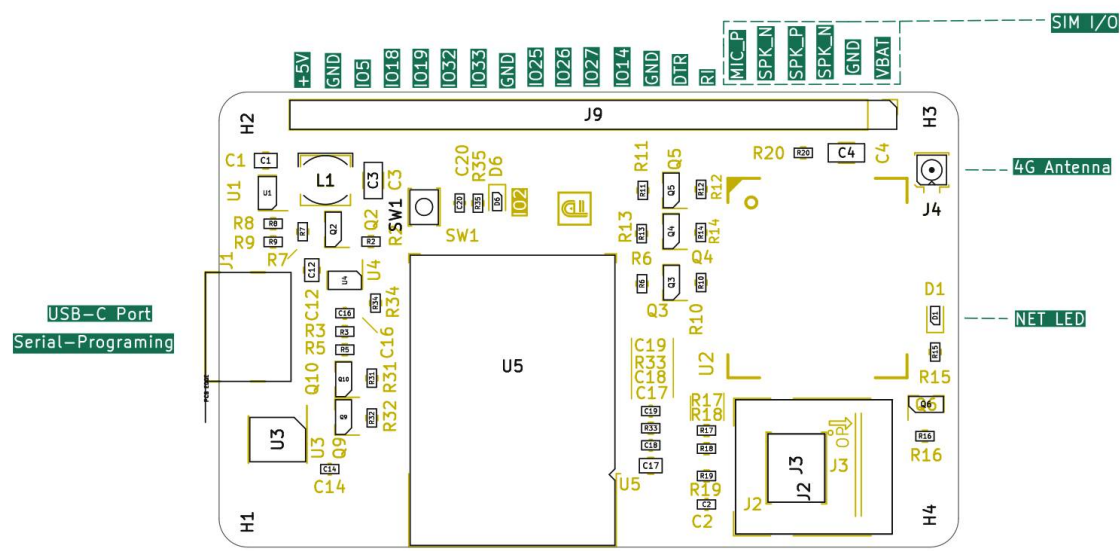 SIM I/O
+5V
GND
IO5
IO18
IO19
IO32
IO33
GND
IO25
IO26
IO27
IO14
GND
DTR
RI
MIC_P
SPK_N
SPK_P
SPK_N
GND
VBAT
H2
J9
H3
C1
C1
L1
C3
C3
C20
R35
D6
R11
Q5
R20
R20
C4
C4
4G Antenna
U1
U1
SW1
C20
R35
D6
IO2
R11
Q5
R12
R12
J4
R8
R8
R9
R9
R7
R7
Q2
Q2
R2
R2
SW1
R13
R13
Q4
R14
R14
Q4
J1
C12
C12
U4
U4
R6
R6
Q3
Q3
R10
R10
D1
D1
USB-C Port
Serial-Programing
C16
C16
R34
R34
R3
R3
R5
R5
NET LED
U5
C19
R33
C18
C17
U2
R15
R15
PCB EDGE
Q10
Q10
R31
R31
Q9
Q9
R32
R32
C19
R33
C18
C17
R17
R18
R17
R18
R19
R19
C2
C2
Q6
Q6
R16
R16
U3
U3
C14
C14
U5
OP
J3
J3
J2
J2
H1
H4